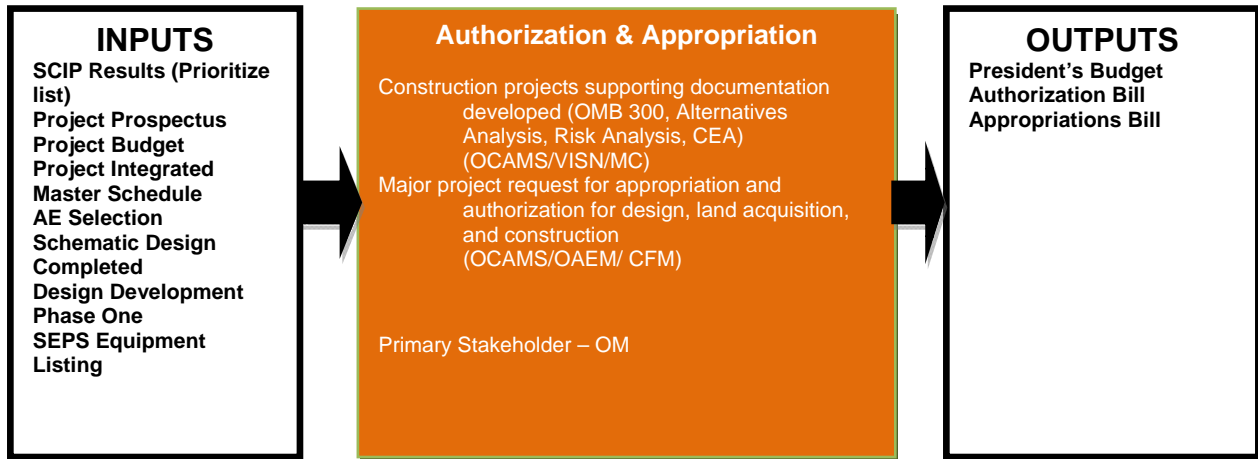 INPUTS
SCIP Results (Prioritize
list)
Project Prospectus
Project Budget
Project Integrated
Master Schedule
AE Selection
Schematic Design
Completed
Design Development
Phase One
SEPS Equipment
Listing
Authorization & Appropriation
Construction projects supporting documentation
developed (OMB 300, Alternatives
Analysis, Risk Analysis, CEA)
(OCAMS/VISN/MC)
Major project request for appropriation and
authorization for design, land acquisition,
and construction
(OCAMS/OAEM/ CFM)
Primary Stakeholder – OM
OUTPUTS
President’s Budget
Authorization Bill
Appropriations Bill